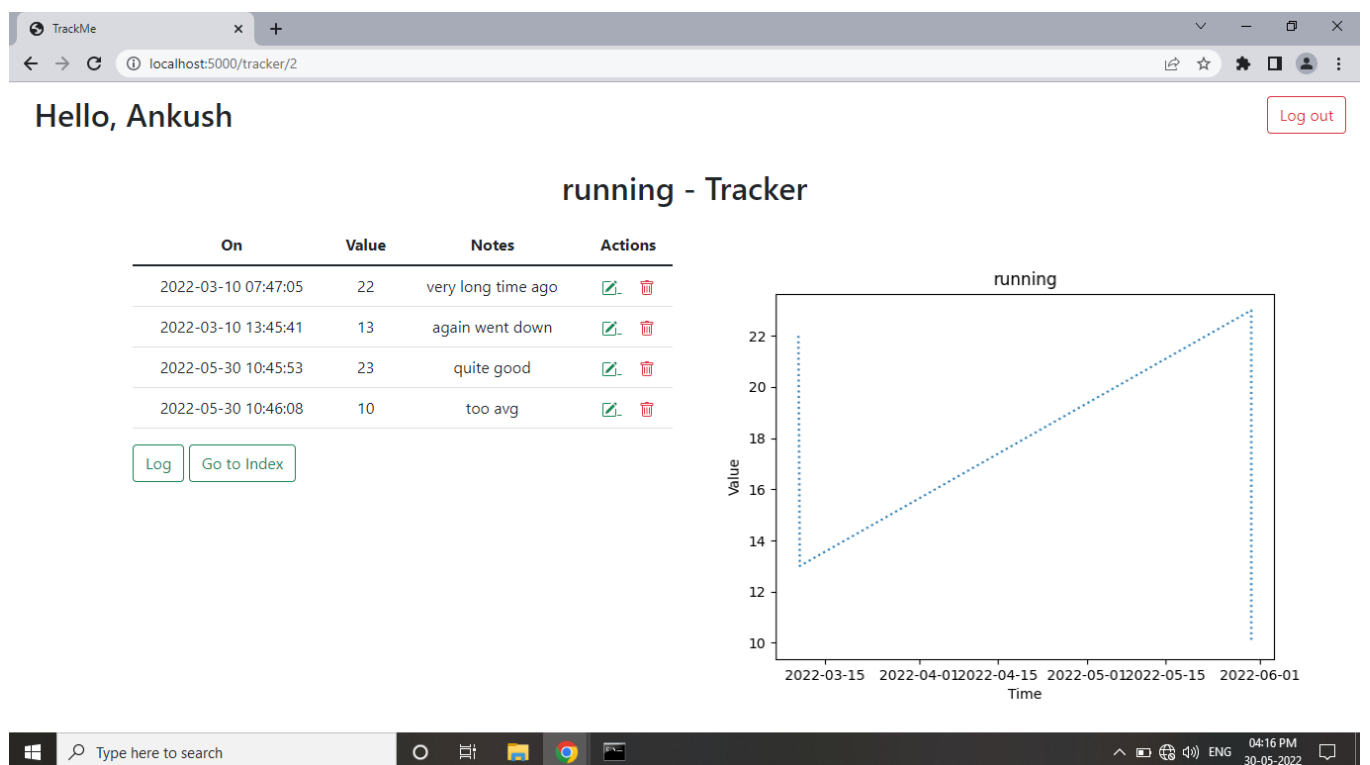 TrackMe
localhost:5000/tracker/2
Hello, Ankush
Log out
running - Tracker
On Value Notes Actions
2022-03-10 07:47:05 22 very long time ago
2022-03-10 13:45:41 13 again went down
2022-05-30 10:45:53 23 quite good
2022-05-30 10:46:08 10 too avg
Log Go to Index
running
22
20
18
16
14
12
10
Value
2022-03-15 2022-04-01 2022-04-15 2022-05-01 2022-05-15 2022-06-01
Time
Type here to search
ENG
04:16 PM
30-05-2022